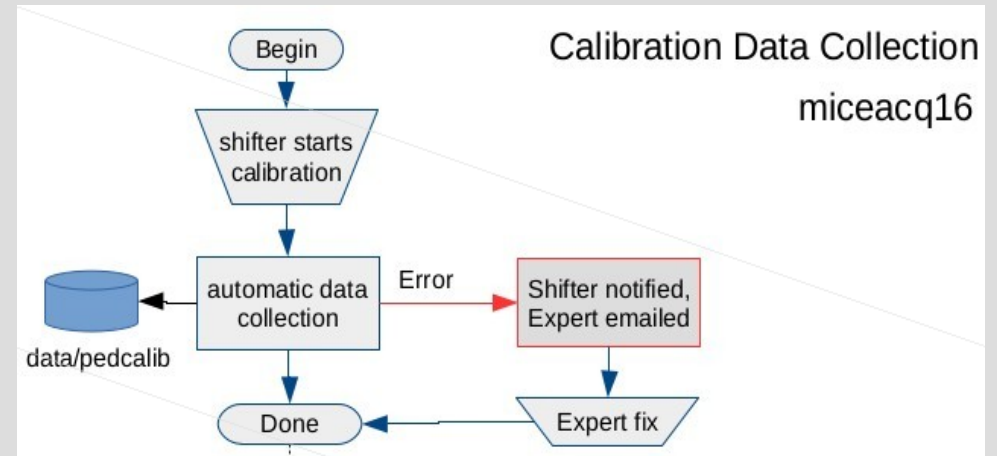 Calibration Data Collection
miceacq16
Begin
shifter starts
calibration
automatic data
collection
Error
Shifter notified,
Expert emailed
data/pedcalib
Done
Expert fix